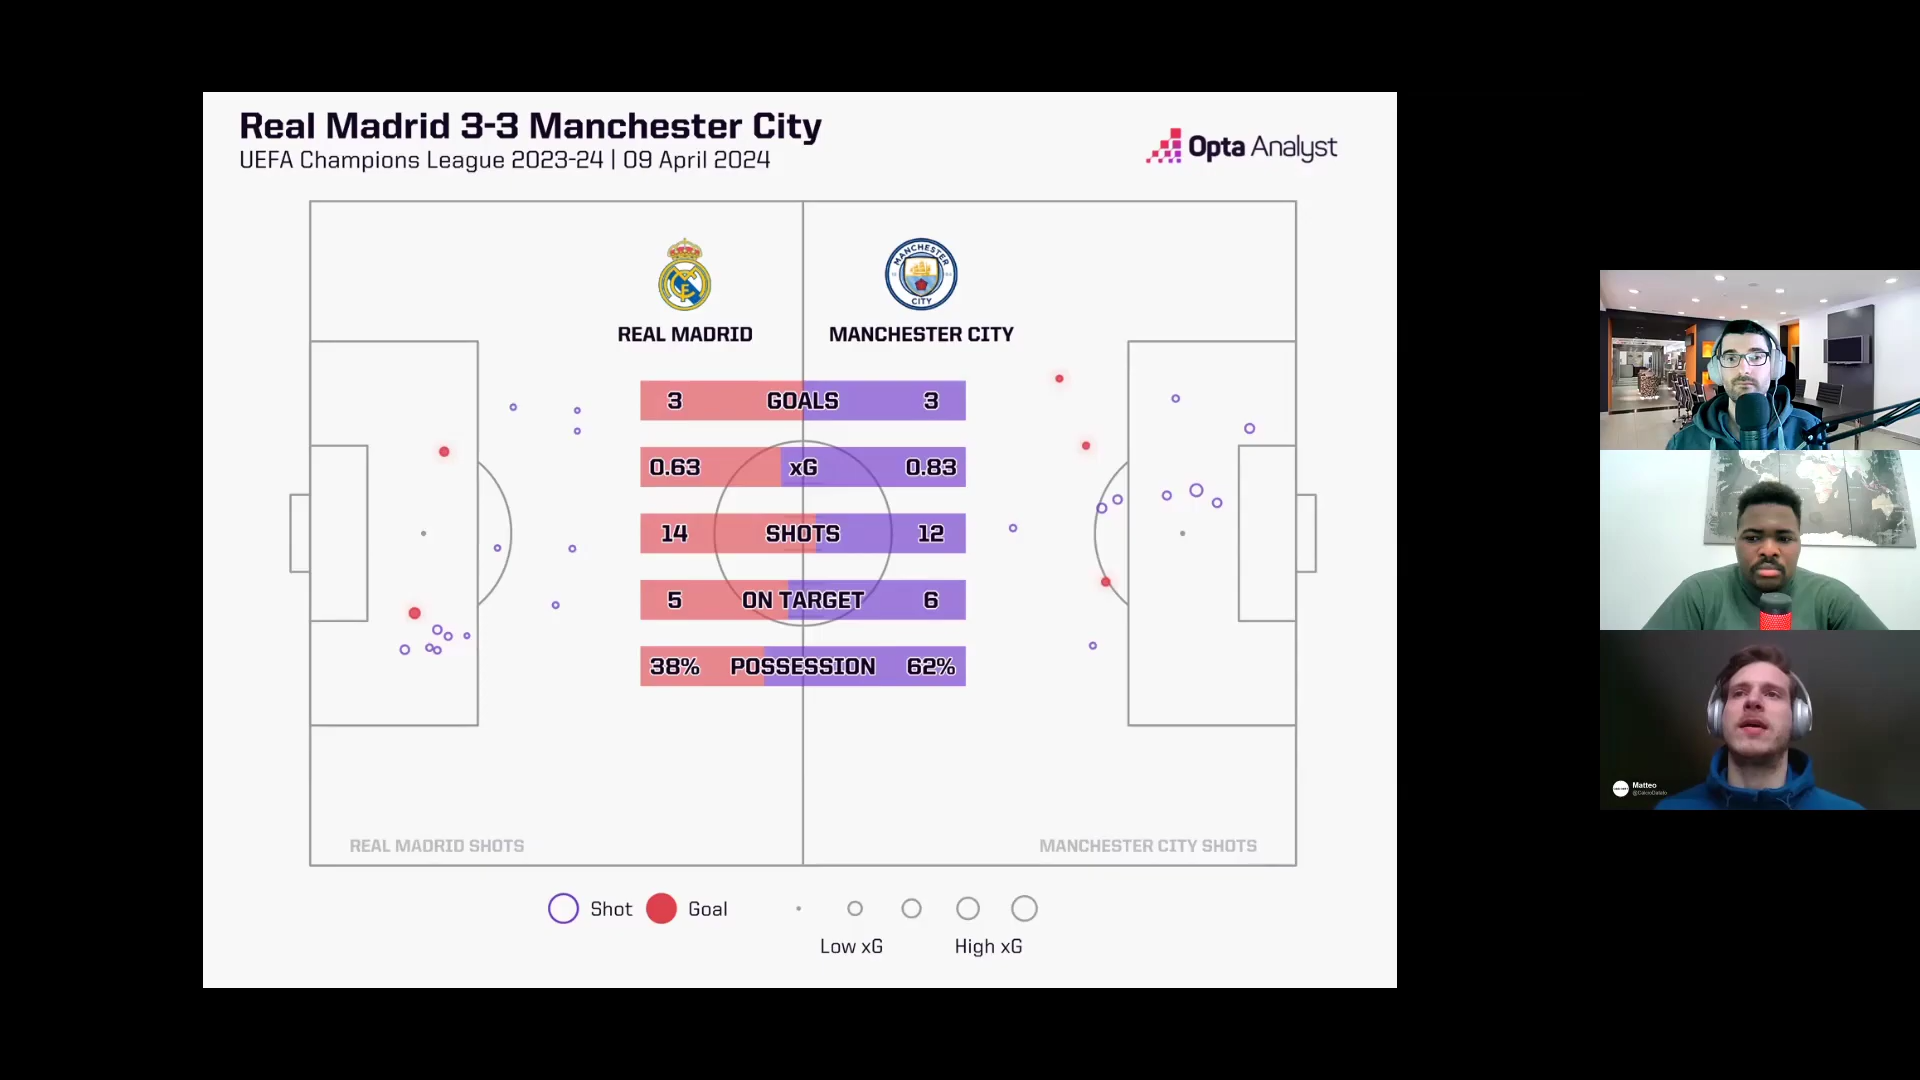 Real Madrid 3-3 Manchester City
UEFA Champions League 2023-24 | 09 April 2024
Opta Analyst
MANCHESTER
CITY
REAL MADRID
MANCHESTER CITY
3 GOALS 3
0.63 xG 0.83
14 SHOTS 12
5 ON TARGET 6
38% POSSESSION 62%
REAL MADRID SHOTS
MANCHESTER CITY SHOTS
Shot
Goal
Low xG
High xG
Matteo